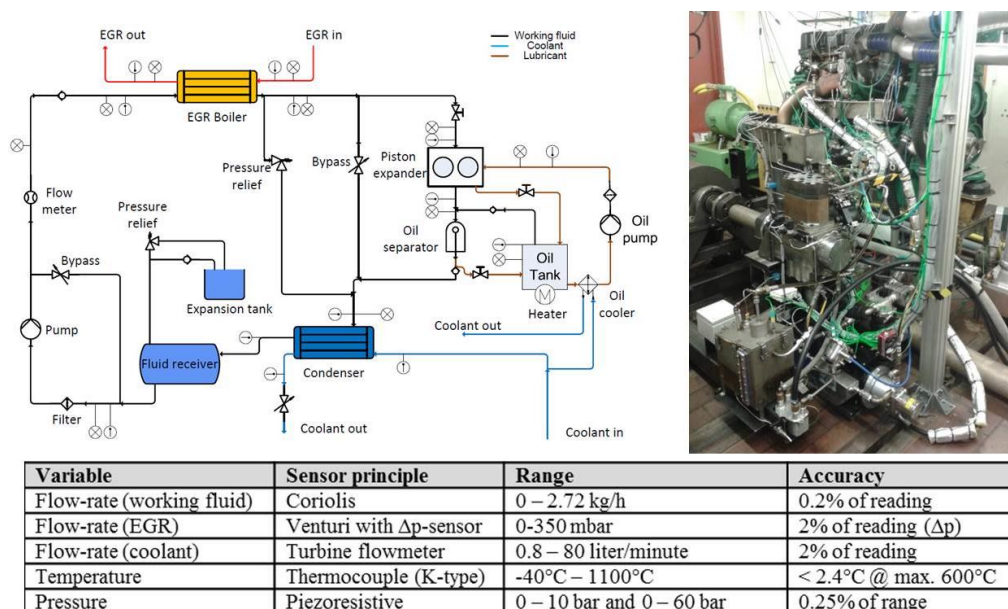 EGR out
EGR in
Working fluid
Coolant
Lubricant
EGR Boiler
Pressure
relief
Bypass
Piston
expander
Flow
meter
Pressure
relief
Oil
separator
Oil
pump
Oil
Tank
Bypass
Expansion tank
M
Heater
Oil
cooler
Coolant out
Pump
Fluid receiver
Condenser
Filter
Coolant out
Coolant in
Variable Sensor principle Range Accuracy
Flow-rate (working fluid) Coriolis 0 – 2.72 kg/h 0.2% of reading
Flow-rate (EGR) Venturi with Δp-sensor 0-350 mbar 2% of reading (Δp)
Flow-rate (coolant) Turbine flowmeter 0.8 – 80 liter/minute 2% of reading
Temperature Thermocouple (K-type) -40°C – 1100°C < 2.4°C @ max. 600°C
Pressure Piezoresistive 0 – 10 bar and 0 – 60 bar 0.25% of range